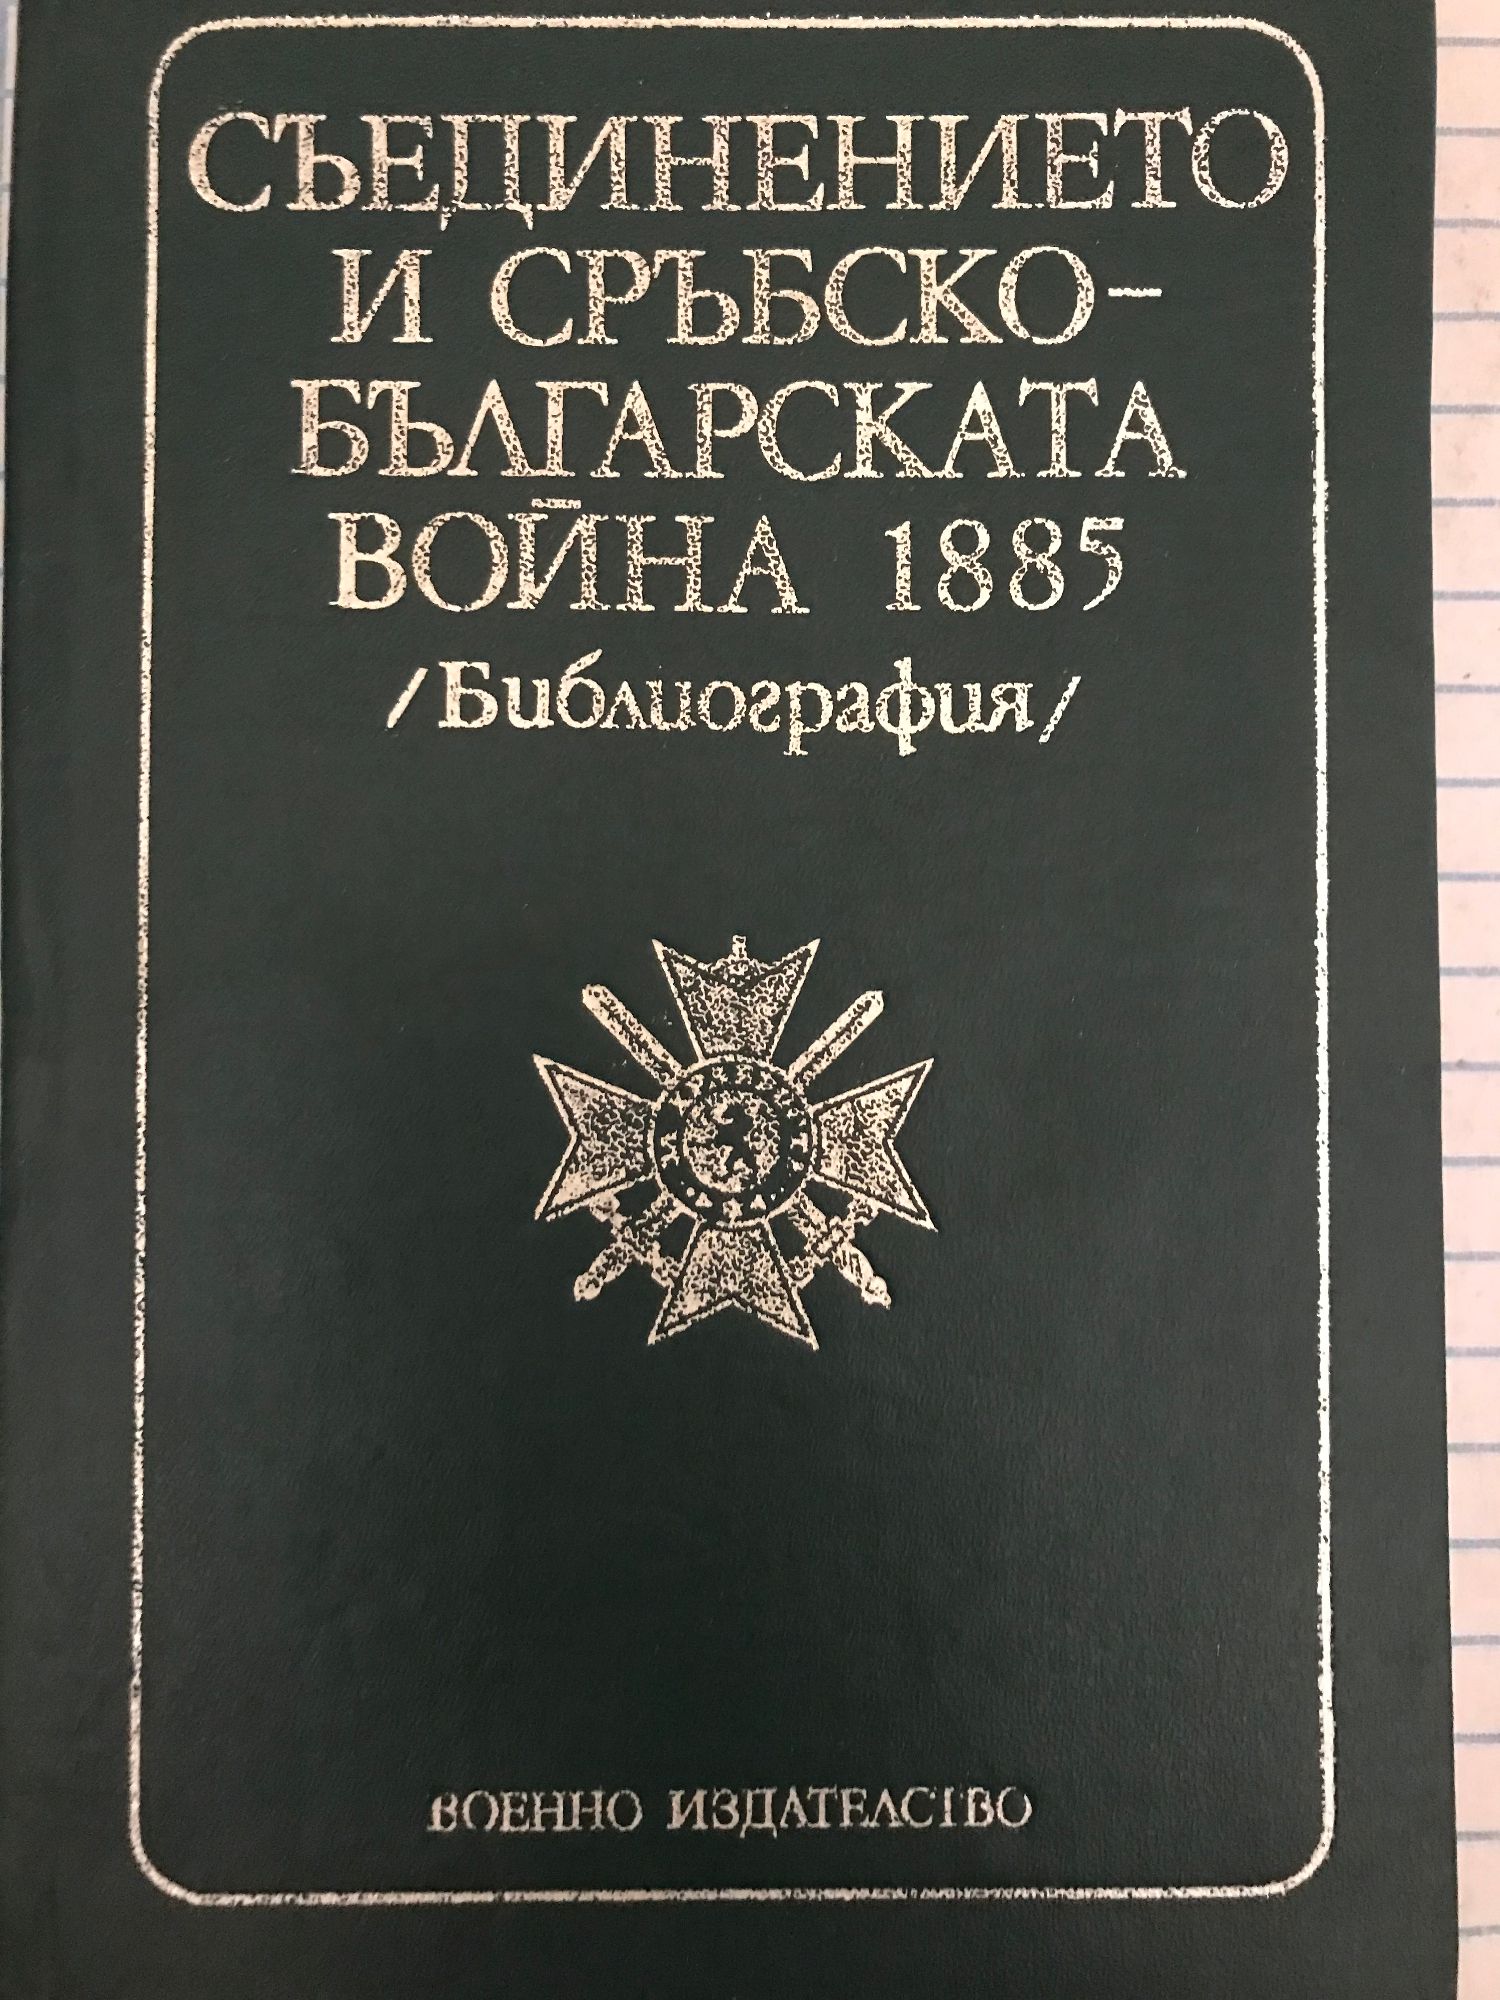 СЪЕДИНЕНИЕТО
И СРЪБСКО-
БЪЛГАРСКАТА
ВОЙНА 1885
/Библиография/
ВОЕННО ИЗДАТЕЛСТВО